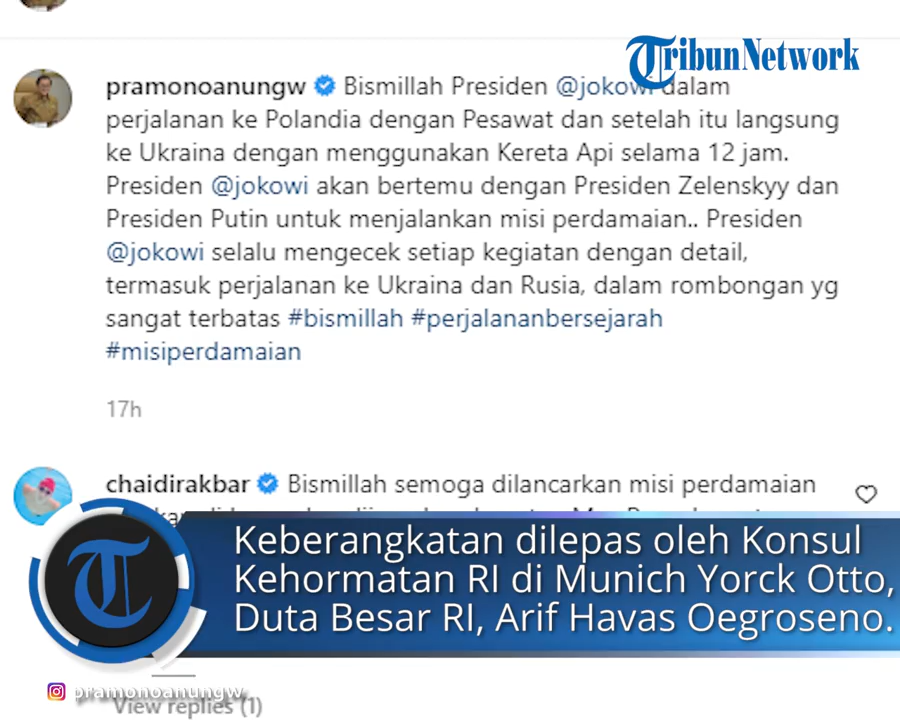 TribunNetwork
pramonoanungw Bismillah Presiden @jokowi dalam
perjalanan ke Polandia dengan Pesawat dan setelah itu langsung
ke Ukraina dengan menggunakan Kereta Api selama 12 jam.
Presiden @jokowi akan bertemu dengan Presiden Zelenskyy dan
Presiden Putin untuk menjalankan misi perdamaian.. Presiden
@jokowi selalu mengecek setiap kegiatan dengan detail,
termasuk perjalanan ke Ukraina dan Rusia, dalam rombongan yg
sangat terbatas #bismillah #perjalananbersejarah
#misiperdamaian
17h
chaidirakbar Bismillah semoga dilancarkan misi perdamaian
Keberangkatan dilepas oleh Konsul
Kehormatan RI di Munich Yorck Otto,
Duta Besar RI, Arif Havas Oegroseno.
pramonoanungw
View replies (1)